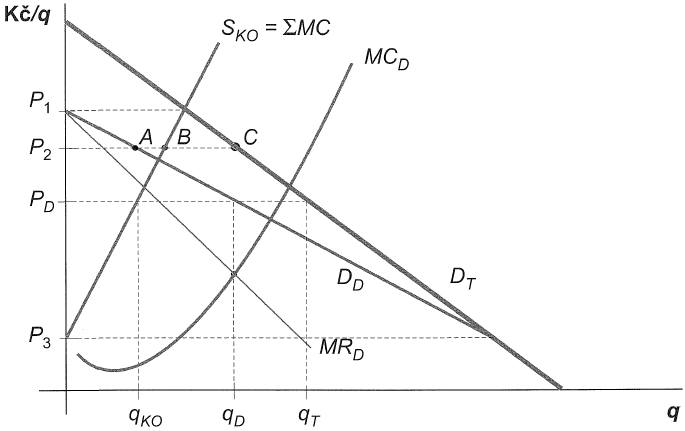 Kč/q
S_KO = ΣMC
MC_D
P_1
A B C
P_2
P_D
D_D
D_T
P_3
MR_D
q_KO q_D q_T q